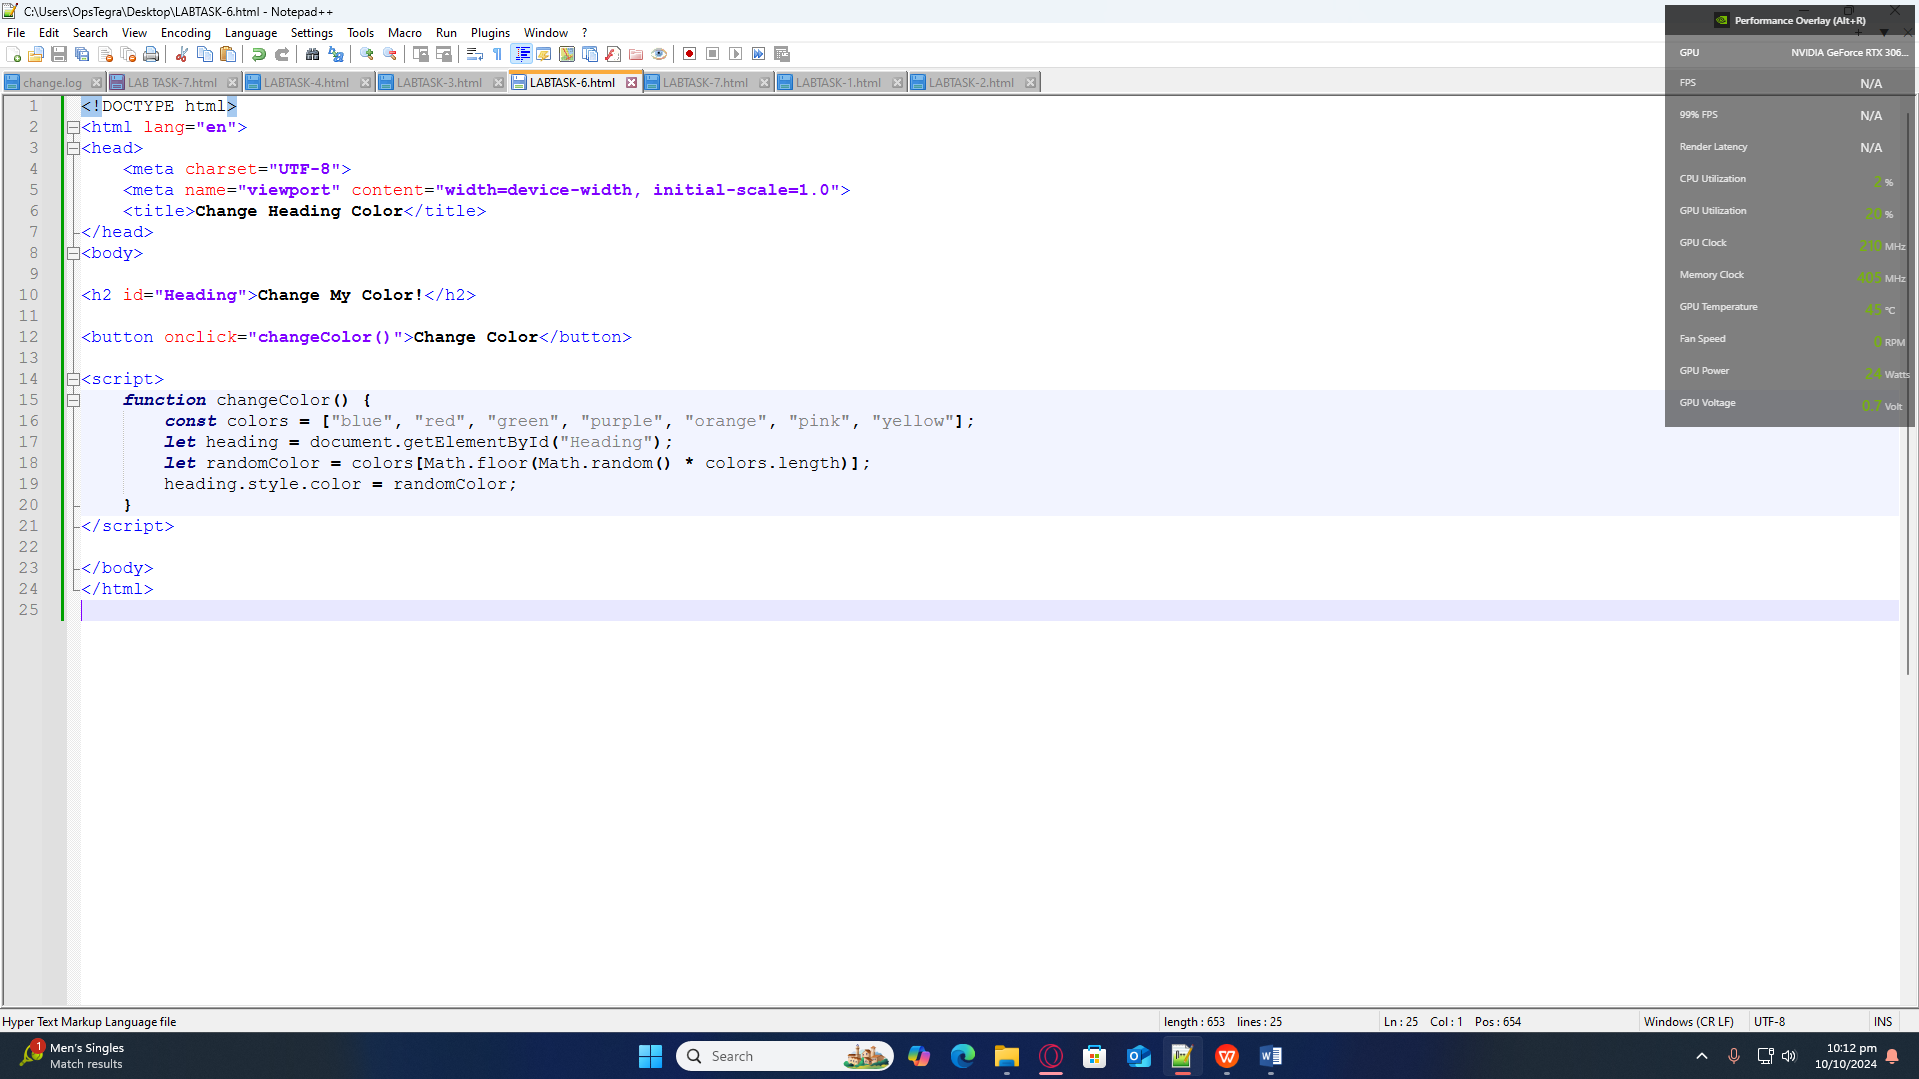 C:\Users\OpsTegra\Desktop\LABTASK-6.html - Notepad++
File Edit Search View Encoding Language Settings Tools Macro Run Plugins Window ?
change.log LAB TASK-7.html LABTASK-4.html LABTASK-3.html LABTASK-6.html LABTASK-7.html LABTASK-1.html LABTASK-2.html
1 <!DOCTYPE html>
2 <html lang="en">
3 <head>
4 <meta charset="UTF-8">
5 <meta name="viewport" content="width=device-width, initial-scale=1.0">
6 <title>Change Heading Color</title>
7 </head>
8 <body>
9
10 <h2 id="Heading">Change My Color!</h2>
11
12 <button onclick="changeColor()">Change Color</button>
13
14 <script>
15 function changeColor() {
16 const colors = ["blue", "red", "green", "purple", "orange", "pink", "yellow"];
17 let heading = document.getElementById("Heading");
18 let randomColor = colors[Math.floor(Math.random() * colors.length)];
19 heading.style.color = randomColor;
20 }
21 </script>
22
23 </body>
24 </html>
25
Performance Overlay (Alt+R)
GPU NVIDIA GeForce RTX 306...
FPS N/A
99% FPS N/A
Render Latency N/A
CPU Utilization 2 %
GPU Utilization 20 %
GPU Clock 210 MHz
Memory Clock 405 MHz
GPU Temperature 45 °C
Fan Speed 0 RPM
GPU Power 24 Watts
GPU Voltage 0.7 Volt
Hyper Text Markup Language file length : 653 lines : 25 Ln : 25 Col : 1 Pos : 654 Windows (CR LF) UTF-8 INS
1 Men's Singles
Match results
Search
10:12 pm
10/10/2024